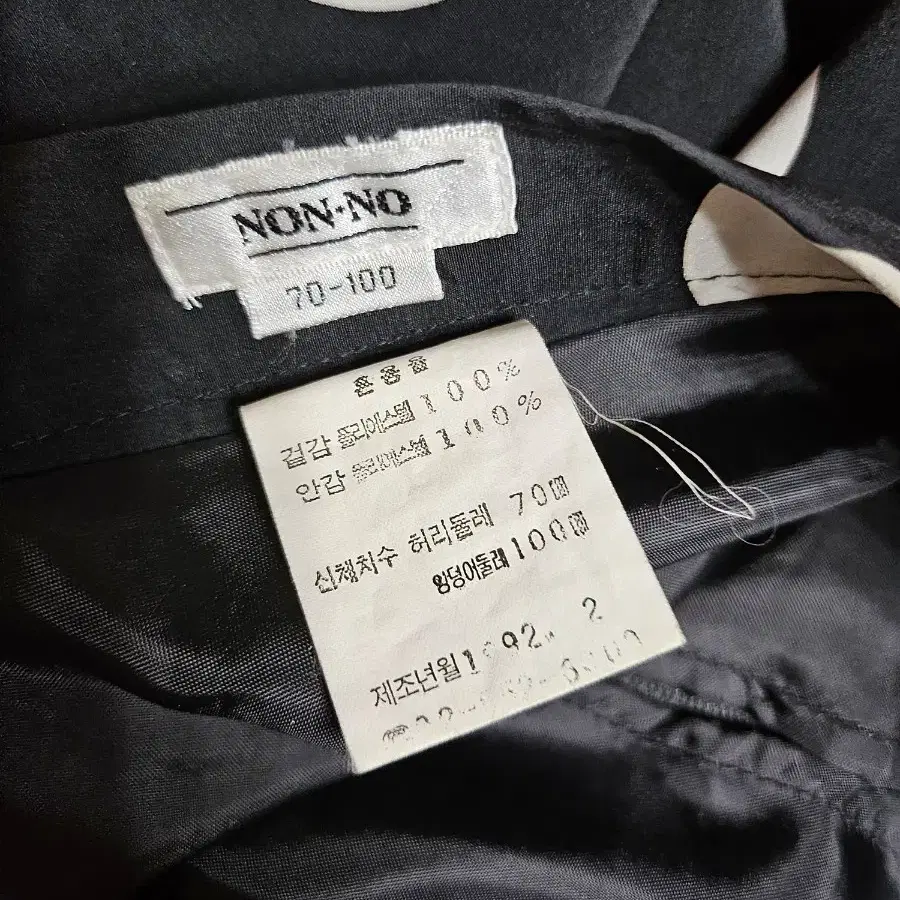 NON·NO
70-100
혼용율
겉감 폴리에스텔 100%
안감 폴리에스텔 100%
신체치수 허리둘레 70㎝
엉덩이둘레 100㎝
제조년월 1992. 2